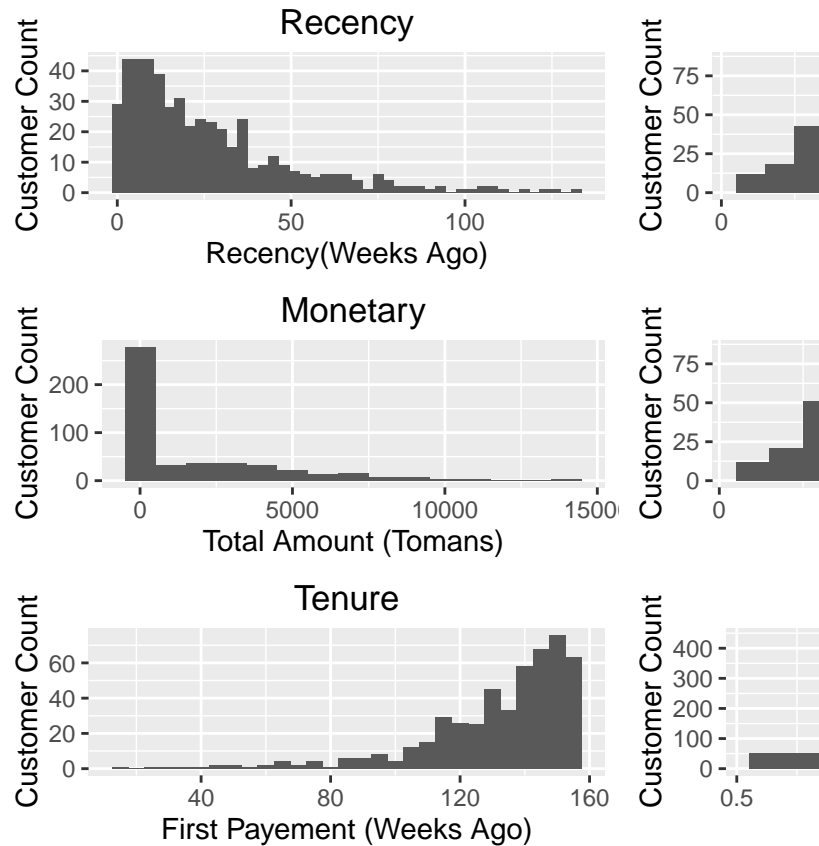 Recency
Customer Count
40
30
20
10
0
0 50 100
Recency(Weeks Ago)
Customer Count
75
50
25
0
0
Monetary
Customer Count
200
100
0
0 5000 10000 15000
Total Amount (Tomans)
Customer Count
75
50
25
0
0
Tenure
Customer Count
60
40
20
0
40 80 120 160
First Payement (Weeks Ago)
Customer Count
400
300
200
100
0
0.5